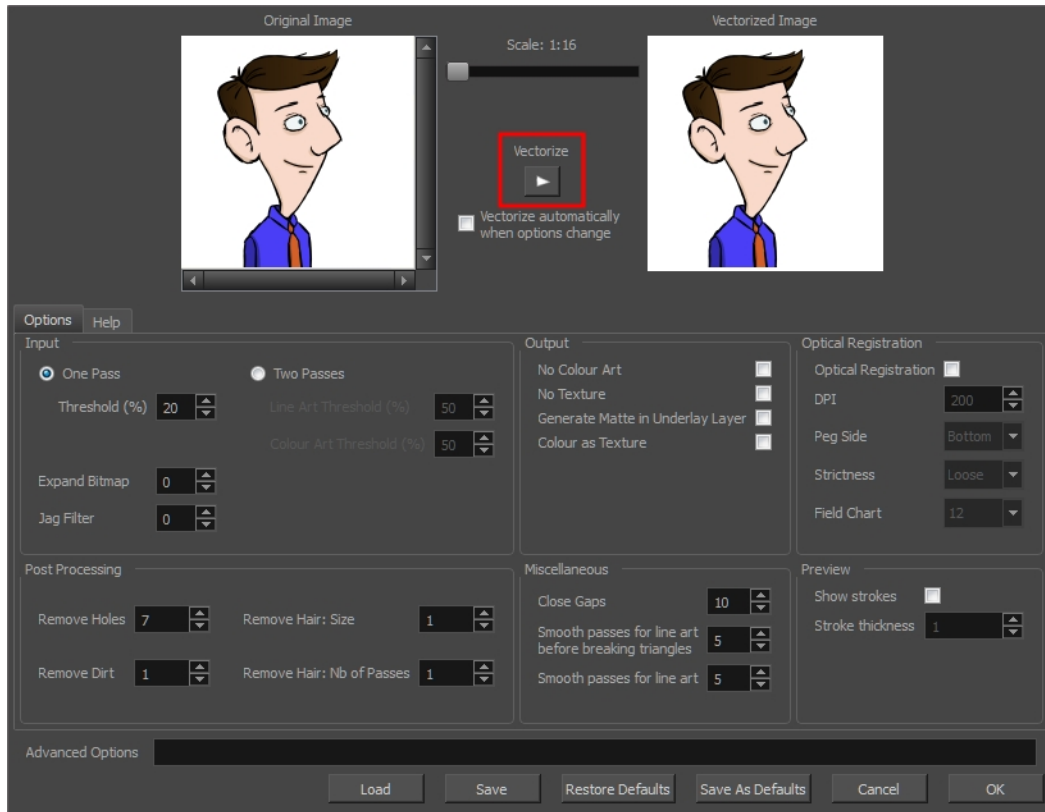 Original Image
Vectorized Image
Scale: 1:16
Vectorize
Vectorize automatically
when options change
Options
Help
Input
One Pass
Two Passes
Threshold (%) 20
Line Art Threshold (%) 50
Colour Art Threshold (%) 50
Expand Bitmap 0
Jag Filter 0
Output
No Colour Art
No Texture
Generate Matte in Underlay Layer
Colour as Texture
Optical Registration
Optical Registration
DPI 200
Peg Side Bottom
Strictness Loose
Field Chart 12
Post Processing
Remove Holes 7
Remove Hair: Size 1
Remove Dirt 1
Remove Hair: Nb of Passes 1
Miscellaneous
Close Gaps 10
Smooth passes for line art
before breaking triangles 5
Smooth passes for line art 5
Preview
Show strokes
Stroke thickness 1
Advanced Options
Load
Save
Restore Defaults
Save As Defaults
Cancel
OK